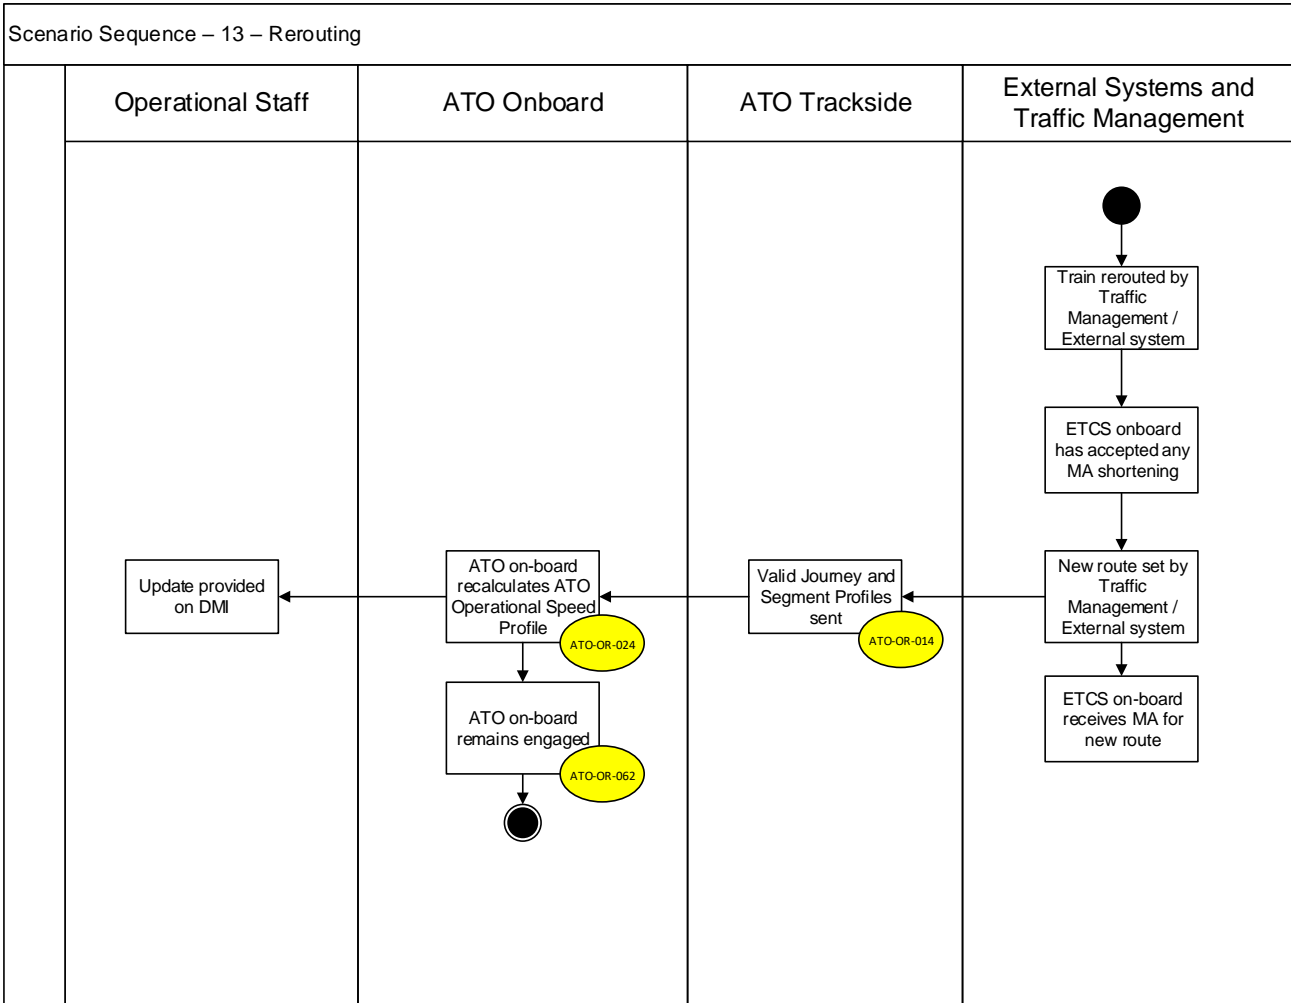 Scenario Sequence – 13 – Rerouting
Operational Staff
ATO Onboard
ATO Trackside
External Systems and
Traffic Management
Train rerouted by
Traffic
Management /
External system
ETCS onboard
has accepted any
MA shortening
New route set by
Traffic
Management /
External system
ETCS on-board
receives MA for
new route
Valid Journey and
Segment Profiles
sent
ATO-OR-014
ATO on-board
recalculates ATO
Operational Speed
Profile
ATO-OR-024
Update provided
on DMI
ATO on-board
remains engaged
ATO-OR-062